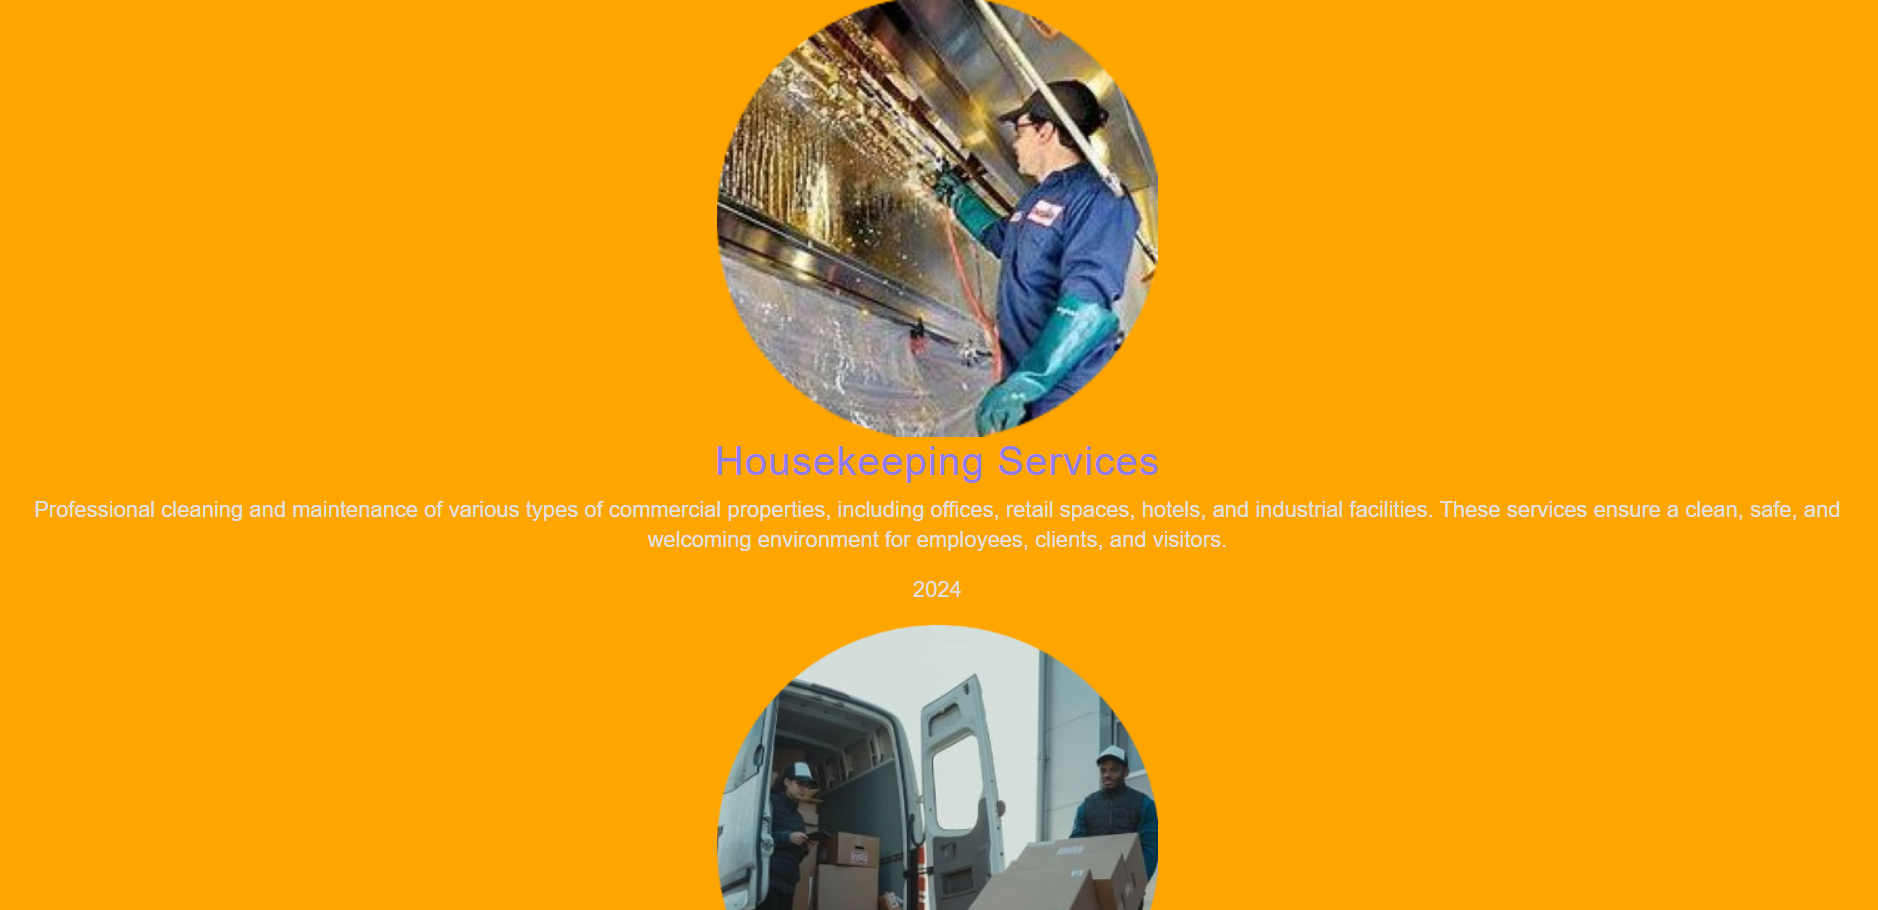 Housekeeping Services
Professional cleaning and maintenance of various types of commercial properties, including offices, retail spaces, hotels, and industrial facilities. These services ensure a clean, safe, and
welcoming environment for employees, clients, and visitors.
2024